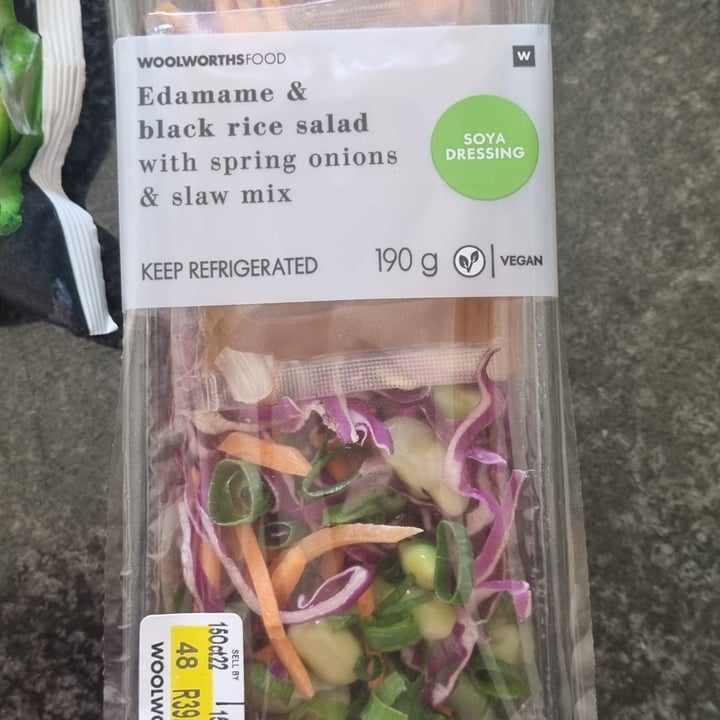 WOOLWORTHSFOOD
W
Edamame &
black rice salad
with spring onions
& slaw mix
SOYA
DRESSING
KEEP REFRIGERATED
190 g
VEGAN
SELL BY
15Oct22
48 R39